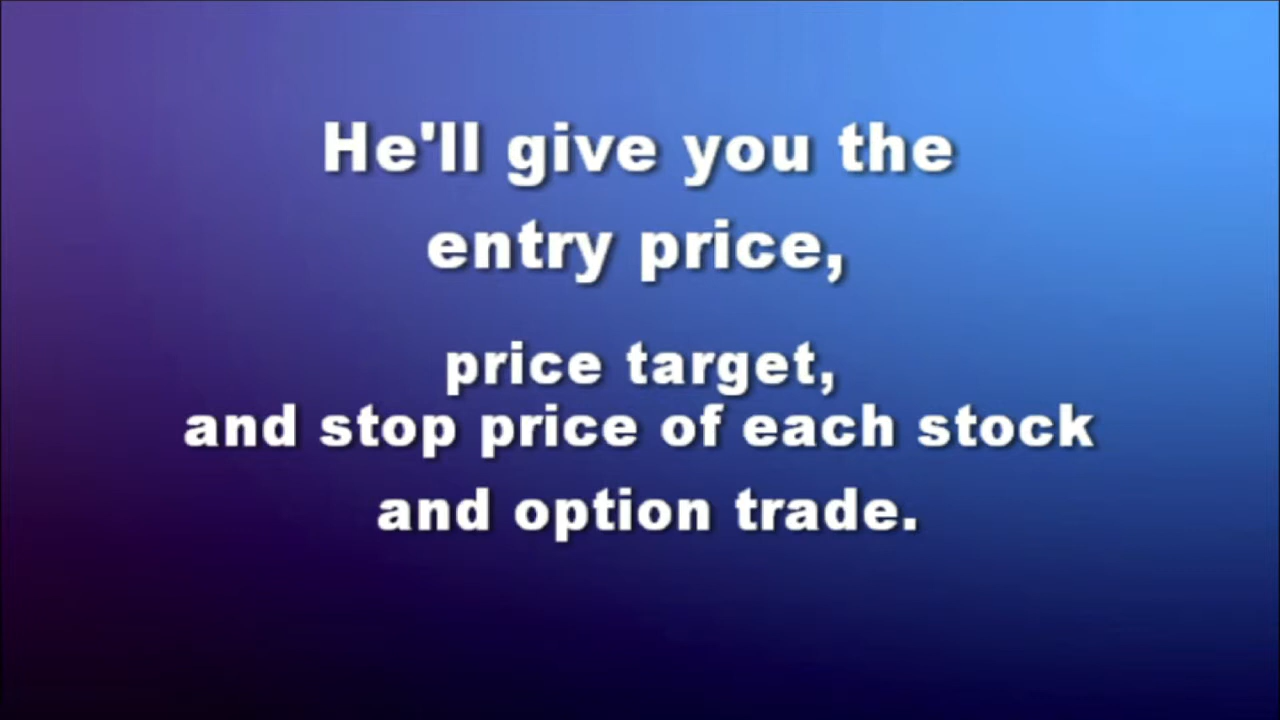 He'll give you the
entry price,
price target,
and stop price of each stock
and option trade.